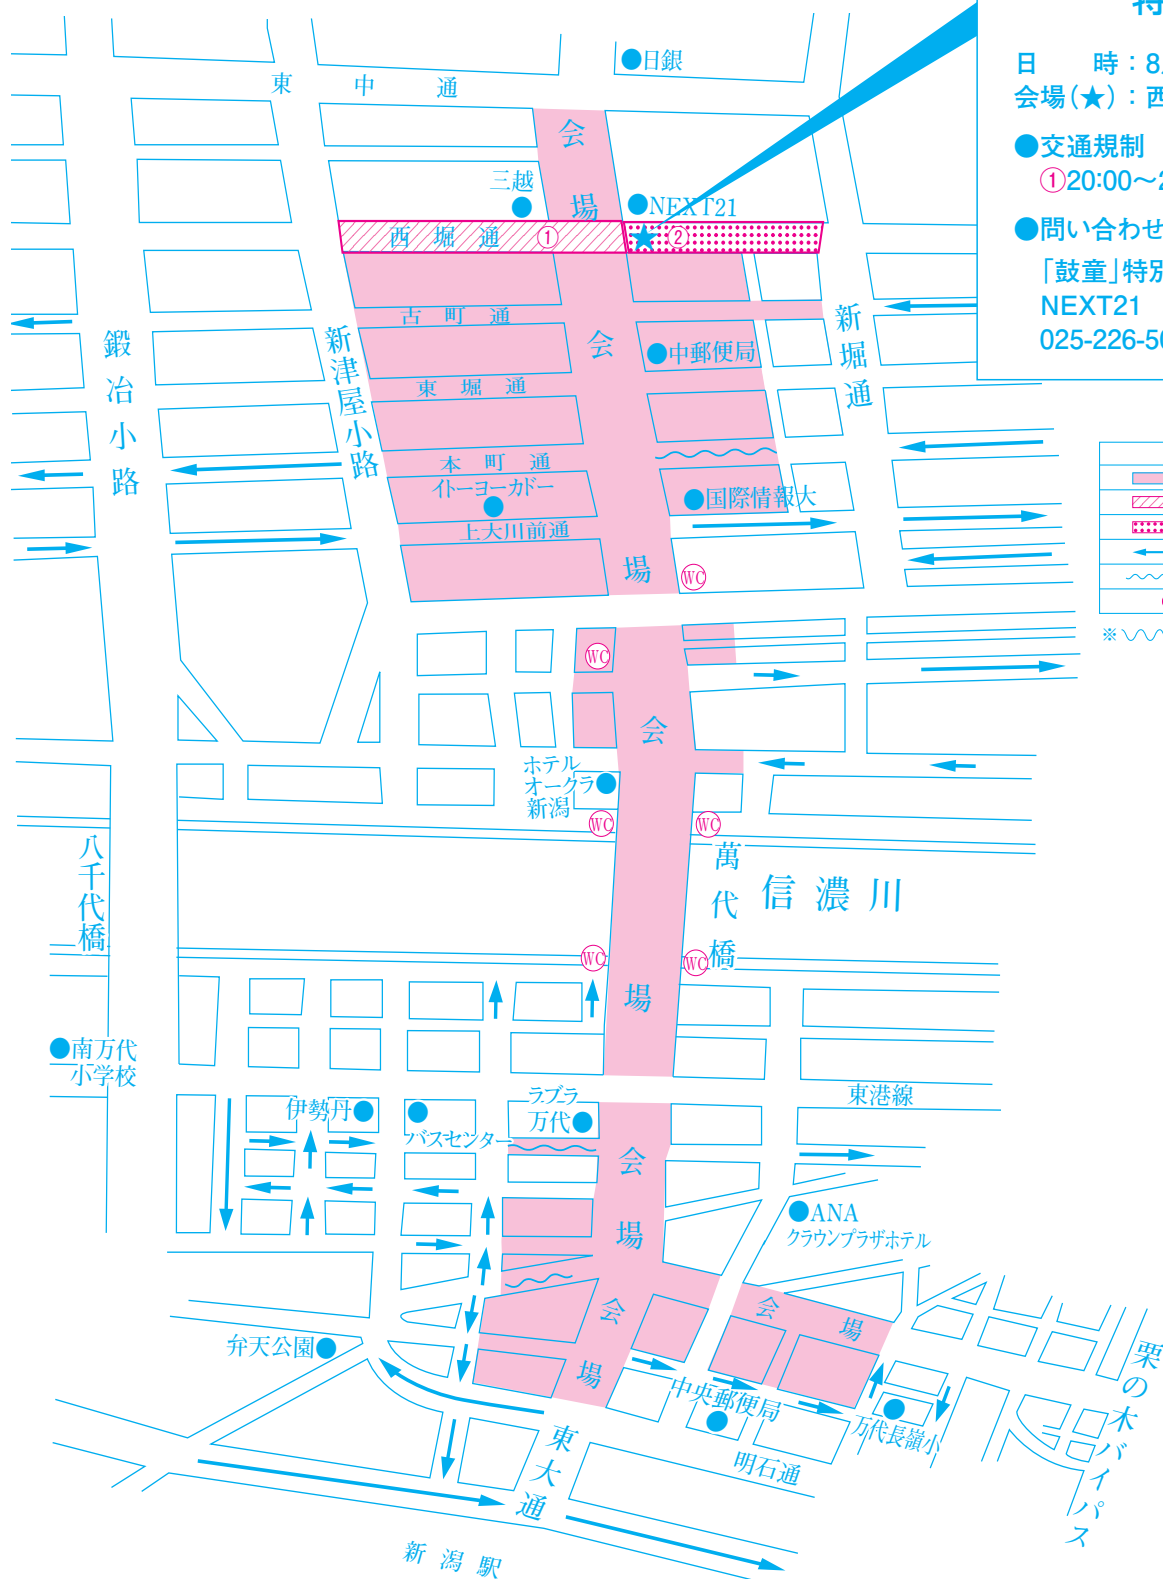 特
日　時：8
会場(★)：西
●交通規制
①20:00～2
●問い合わせ
「鼓童」特別
NEXT21
025-226-50
●日銀
東中通
会場
三越
●NEXT21
西堀通 ① ★ ②
古町通
会場
●中郵便局
新堀通
鍛冶小路
新津屋小路
東堀通
本町通
イトーヨーカドー
●国際情報大
上大川前通
WC
※
WC
会場
ホテル
オークラ
新潟
WC
WC
八千代橋
萬代橋
信濃川
WC
WC
●南万代
小学校
東港線
伊勢丹●
バスセンター
ラブラ
万代●
会場
●ANA
クラウンプラザホテル
会場
会場
弁天公園●
中央郵便局
万代長嶺小
栗の木バイパス
東大通
明石通
新潟駅